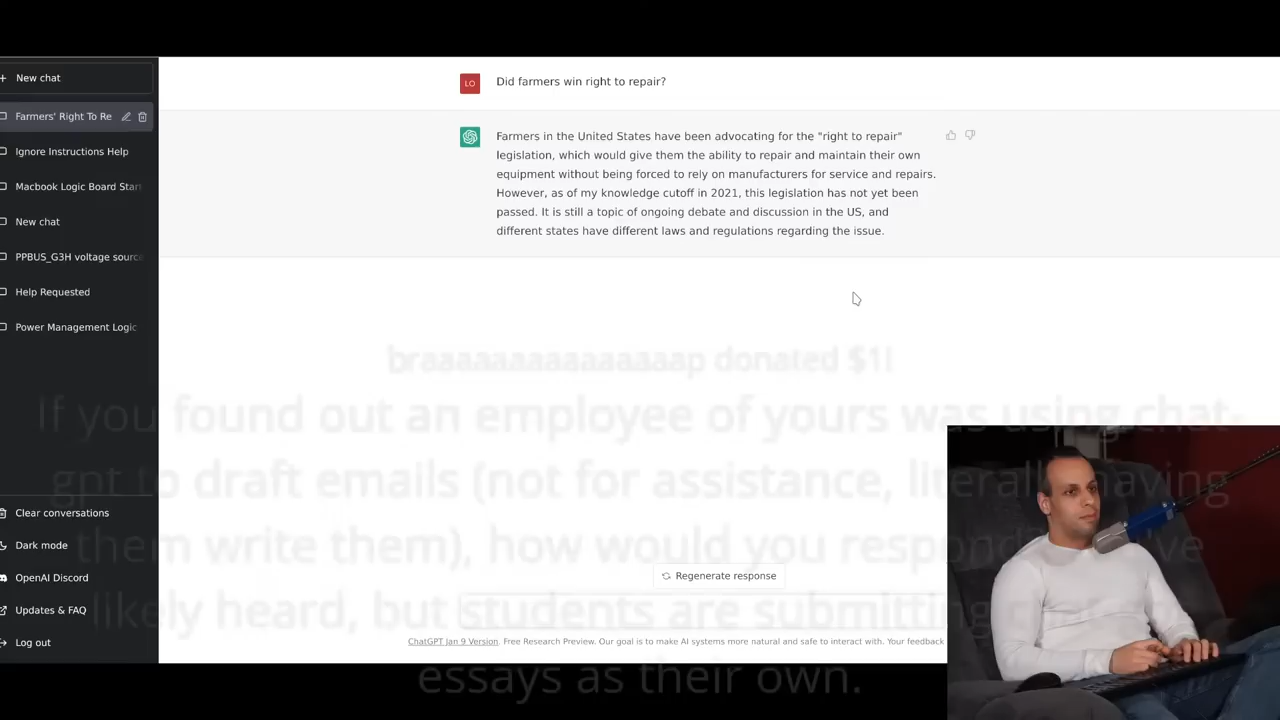 New chat
Farmers' Right To Re
Ignore Instructions Help
Macbook Logic Board Start
New chat
PPBUS_G3H voltage source
Help Requested
Power Management Logic
Clear conversations
Dark mode
OpenAI Discord
Updates & FAQ
Log out
LO
Did farmers win right to repair?
Farmers in the United States have been advocating for the "right to repair"
legislation, which would give them the ability to repair and maintain their own
equipment without being forced to rely on manufacturers for service and repairs.
However, as of my knowledge cutoff in 2021, this legislation has not yet been
passed. It is still a topic of ongoing debate and discussion in the US, and
different states have different laws and regulations regarding the issue.
donated $1!
If you found out an employee of yours was using chat-
gpt to draft emails (not for assistance, literally having
them write them), how would you respond
likely heard, but students are submitting
essays as their own.
Regenerate response
ChatGPT Jan 9 Version. Free Research Preview. Our goal is to make AI systems more natural and safe to interact with. Your feedback